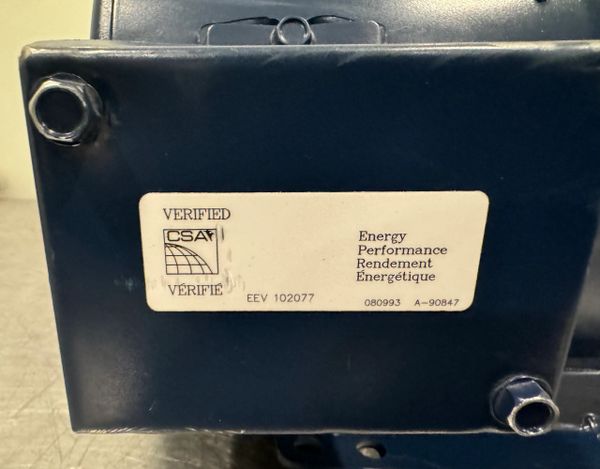 VERIFIED
CSA
VÉRIFIÉ
EEV 102077
Energy
Performance
Rendement
Énergétique
080993 A-90847